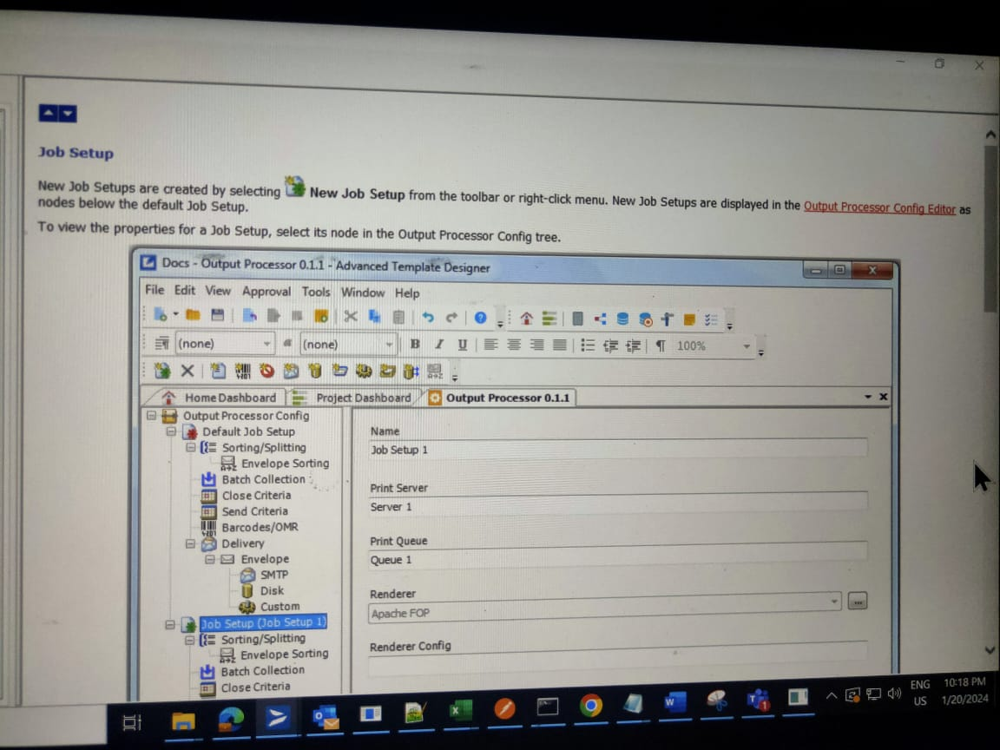 Job Setup
New Job Setups are created by selecting New Job Setup from the toolbar or right-click menu. New Job Setups are displayed in the Output Processor Config Editor as
nodes below the default Job Setup.
To view the properties for a Job Setup, select its node in the Output Processor Config tree.
Docs - Output Processor 0.1.1 - Advanced Template Designer
File Edit View Approval Tools Window Help
(none) (none) B I U 100%
Home Dashboard Project Dashboard Output Processor 0.1.1
Output Processor Config
Default Job Setup
Sorting/Splitting
Envelope Sorting
Batch Collection
Close Criteria
Send Criteria
Barcodes/OMR
Delivery
Envelope
SMTP
Disk
Custom
Job Setup (Job Setup 1)
Sorting/Splitting
Envelope Sorting
Batch Collection
Close Criteria
Name
Job Setup 1
Print Server
Server 1
Print Queue
Queue 1
Renderer
Apache FOP
...
Renderer Config
ENG 10:18 PM
US 1/20/2024